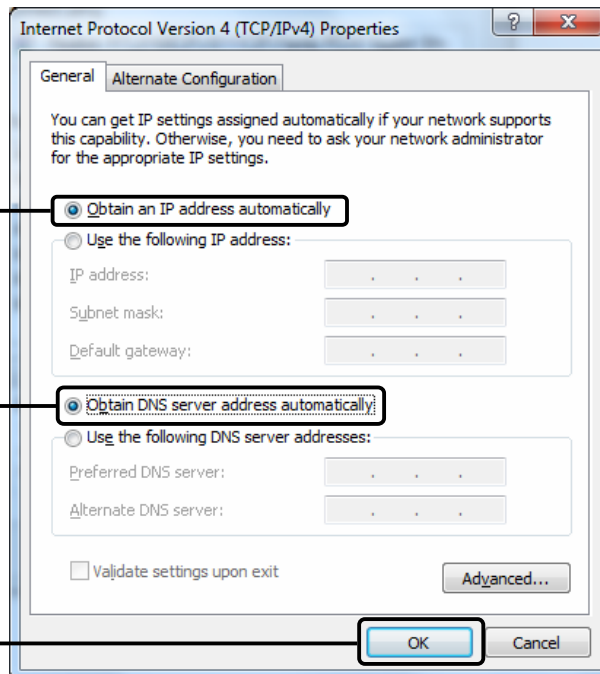 Internet Protocol Version 4 (TCP/IPv4) Properties
?
X
General
Alternate Configuration
You can get IP settings assigned automatically if your network supports
this capability. Otherwise, you need to ask your network administrator
for the appropriate IP settings.
Obtain an IP address automatically
Use the following IP address:
IP address:
. . .
Subnet mask:
. . .
Default gateway:
. . .
Obtain DNS server address automatically
Use the following DNS server addresses:
Preferred DNS server:
. . .
Alternate DNS server:
. . .
Validate settings upon exit
Advanced...
OK
Cancel